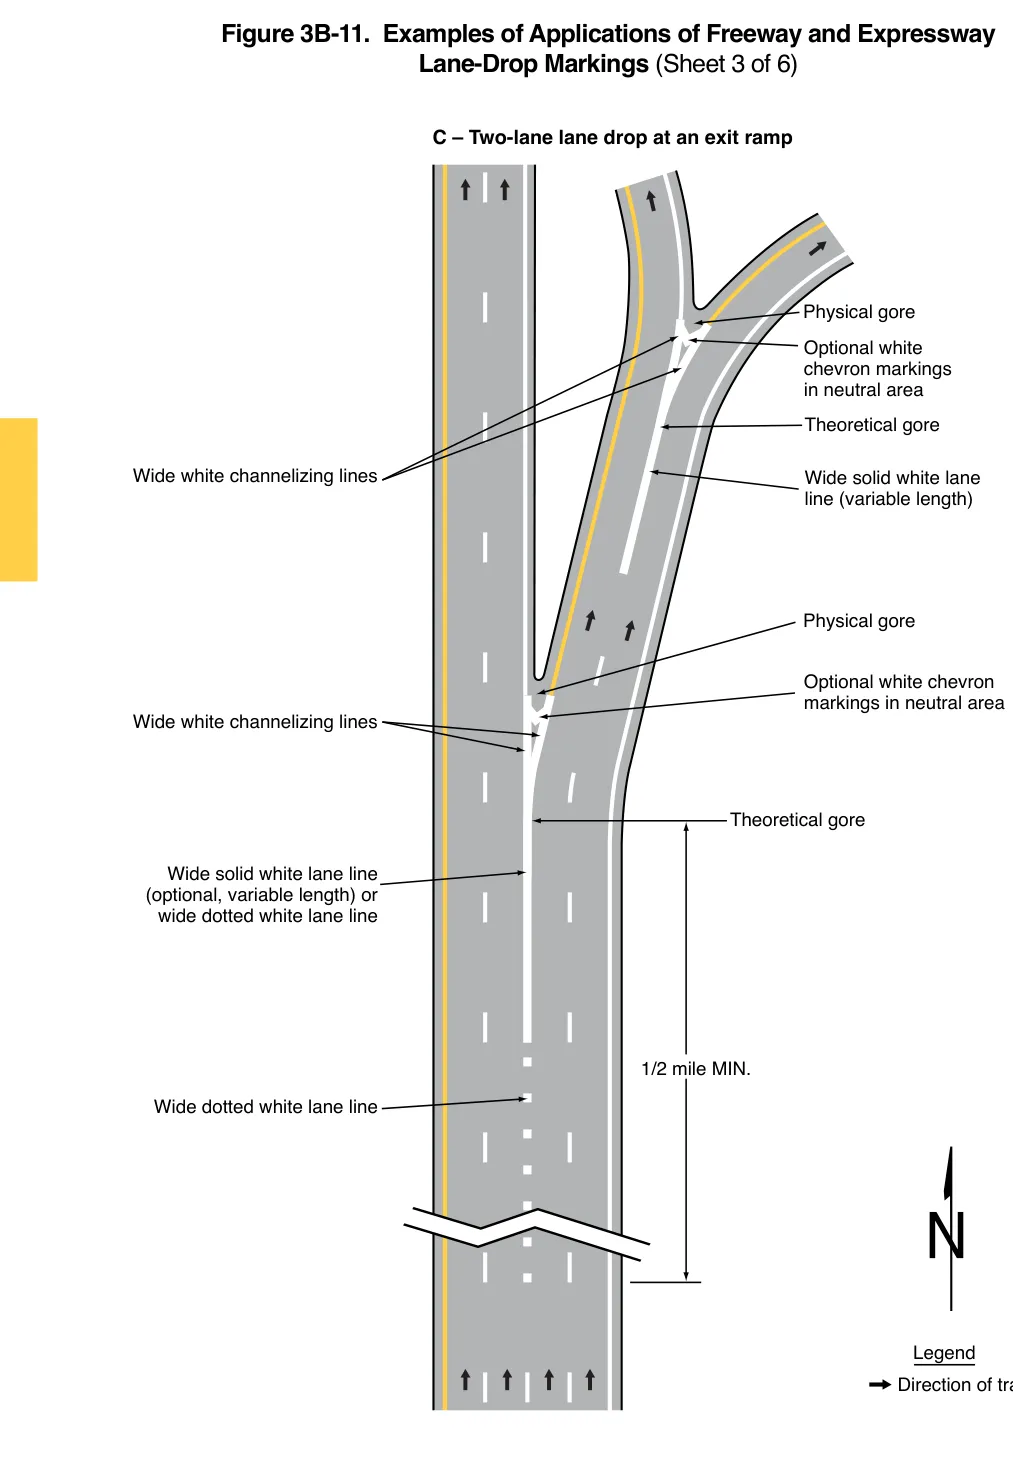 Figure 3B-11.  Examples of Applications of Freeway and Expressway
Lane-Drop Markings (Sheet 3 of 6)
C – Two-lane lane drop at an exit ramp
Physical gore
Optional white
chevron markings
in neutral area
Theoretical gore
Wide white channelizing lines
Wide solid white lane
line (variable length)
Physical gore
Optional white chevron
markings in neutral area
Wide white channelizing lines
Theoretical gore
Wide solid white lane line
(optional, variable length) or
wide dotted white lane line
1/2 mile MIN.
Wide dotted white lane line
N
Legend
Direction of tra